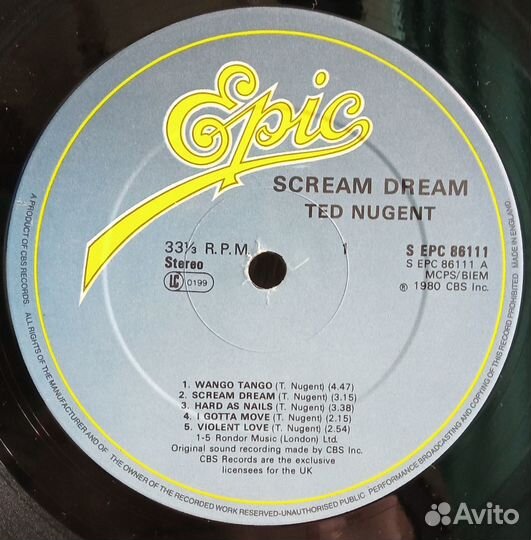 Epic
SCREAM DREAM
TED NUGENT
33⅓ R.P.M.
Stereo
LC 0199
1
S EPC 86111
S EPC 86111 A
MCPS/BIEM
℗ 1980 CBS Inc.
1. WANGO TANGO (T. Nugent) (4.47)
2. SCREAM DREAM (T. Nugent) (3.15)
3. HARD AS NAILS (T. Nugent) (3.38)
4. I GOTTA MOVE (T. Nugent) (2.15)
5. VIOLENT LOVE (T. Nugent) (2.54)
1-5 Rondor Music (London) Ltd.
Original sound recording made by CBS Inc.
CBS Records are the exclusive
licensees for the UK
A PRODUCT OF CBS RECORDS. ALL RIGHTS OF THE MANUFACTURER AND OF THE OWNER OF THE RECORDED WORK RESERVED-UNAUTHORISED PUBLIC PERFORMANCE BROADCASTING AND COPYING OF THIS RECORD PROHIBITED. MADE IN ENGLAND.
Avito